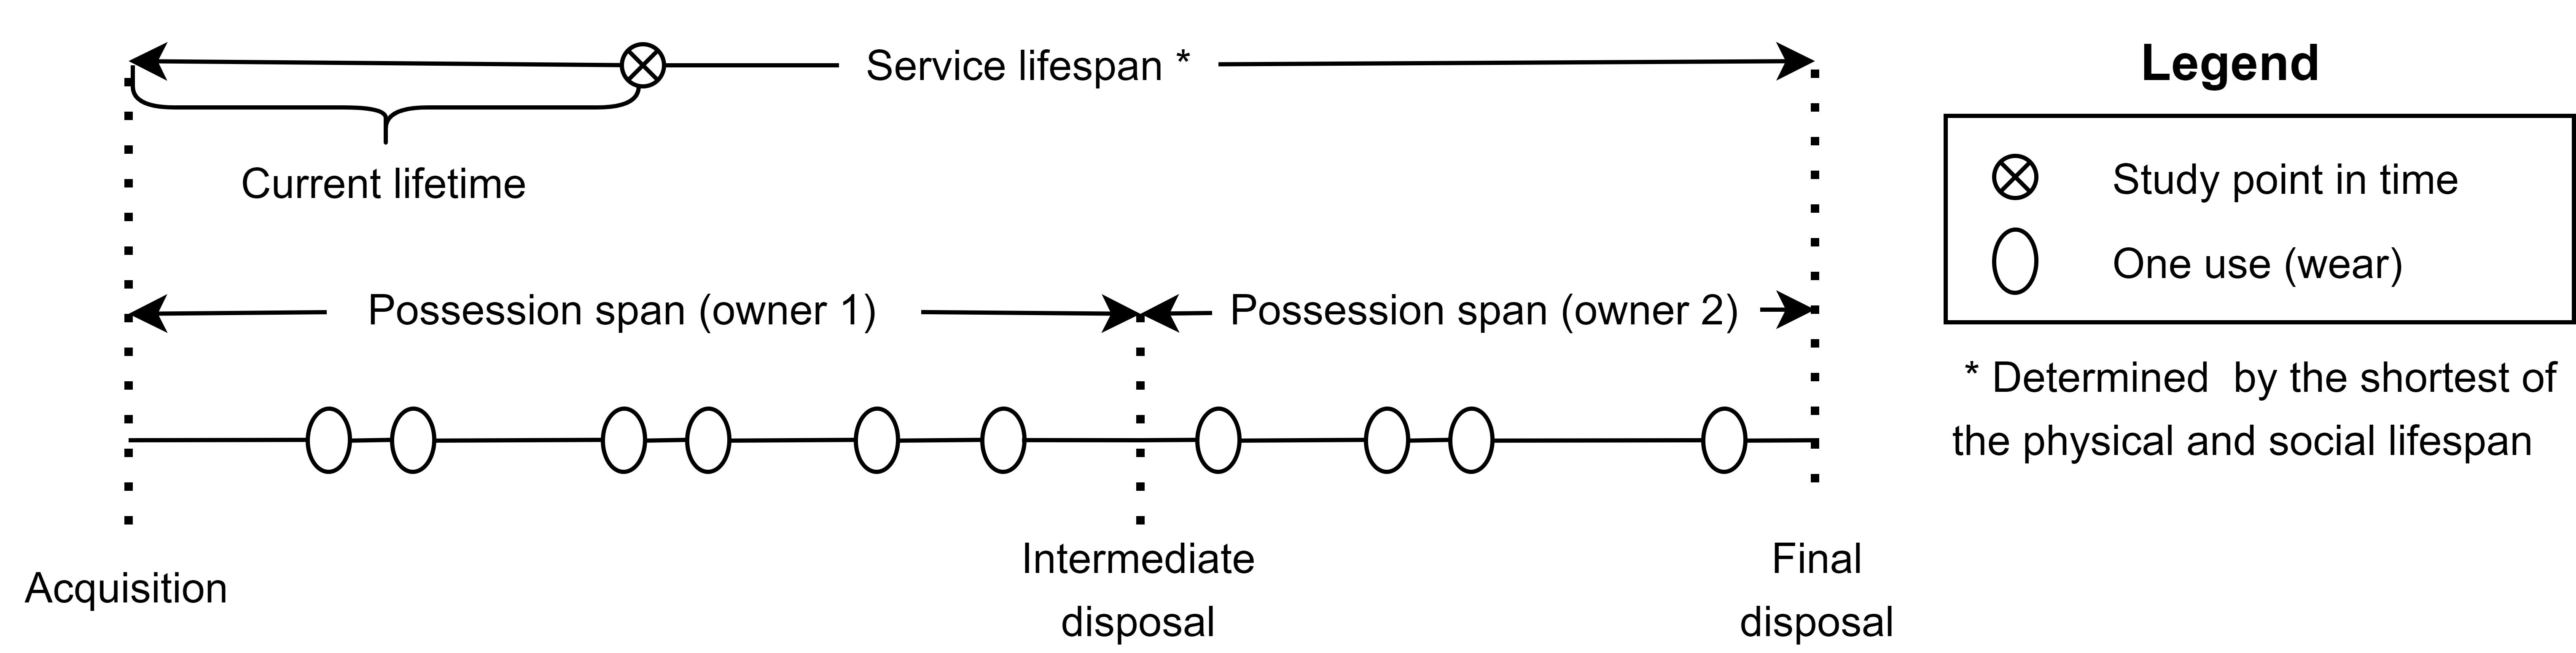 Service lifespan *
Current lifetime
Possession span (owner 1)
Possession span (owner 2)
Acquisition
Intermediate
disposal
Final
disposal
Legend
Study point in time
One use (wear)
* Determined  by the shortest of
the physical and social lifespan